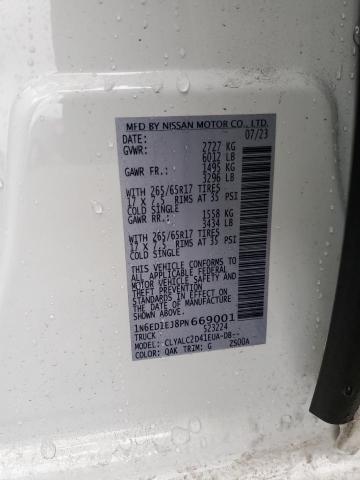 MFD BY NISSAN MOTOR CO., LTD.
DATE: 07/23
GVWR: 2727 KG
6012 LB
GAWR FR.: 1495 KG
3296 LB
WITH 265/65R17 TIRES
17 X 7.5 RIMS AT 35 PSI
COLD SINGLE
GAWR RR.: 1558 KG
3434 LB
WITH 265/65R17 TIRES
17 X 7.5 RIMS AT 35 PSI
COLD SINGLE
THIS VEHICLE CONFORMS TO
ALL APPLICABLE FEDERAL
MOTOR VEHICLE SAFETY AND
THEFT PREVENTION
STANDARDS IN EFFECT ON
THE DATE OF MANUFACTURE
SHOWN ABOVE.
1N6ED1EJ8PN669001
TRUCK 523224
MODEL: CLYALC2D41EUA-DB--
COLOR: QAK TRIM: G 2500A